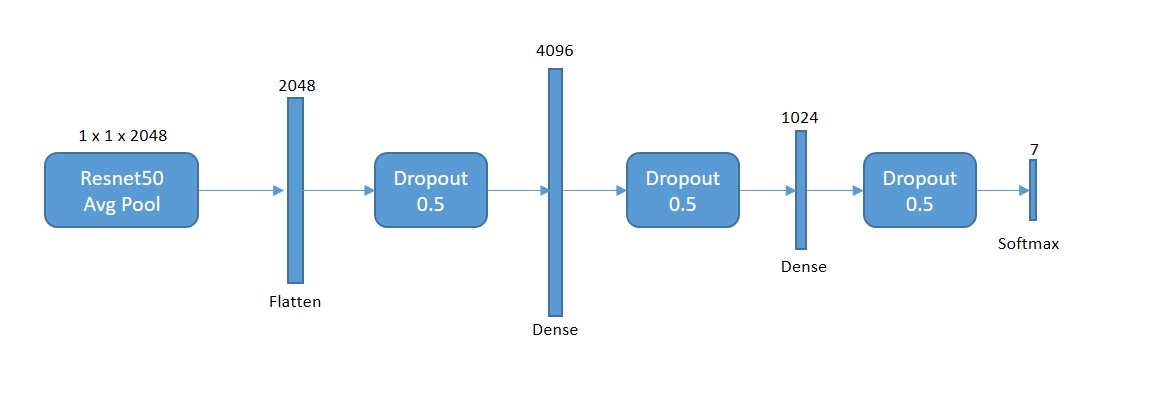 1 x 1 x 2048
Resnet50
Avg Pool
2048
Flatten
Dropout
0.5
4096
Dense
Dropout
0.5
1024
Dense
Dropout
0.5
7
Softmax